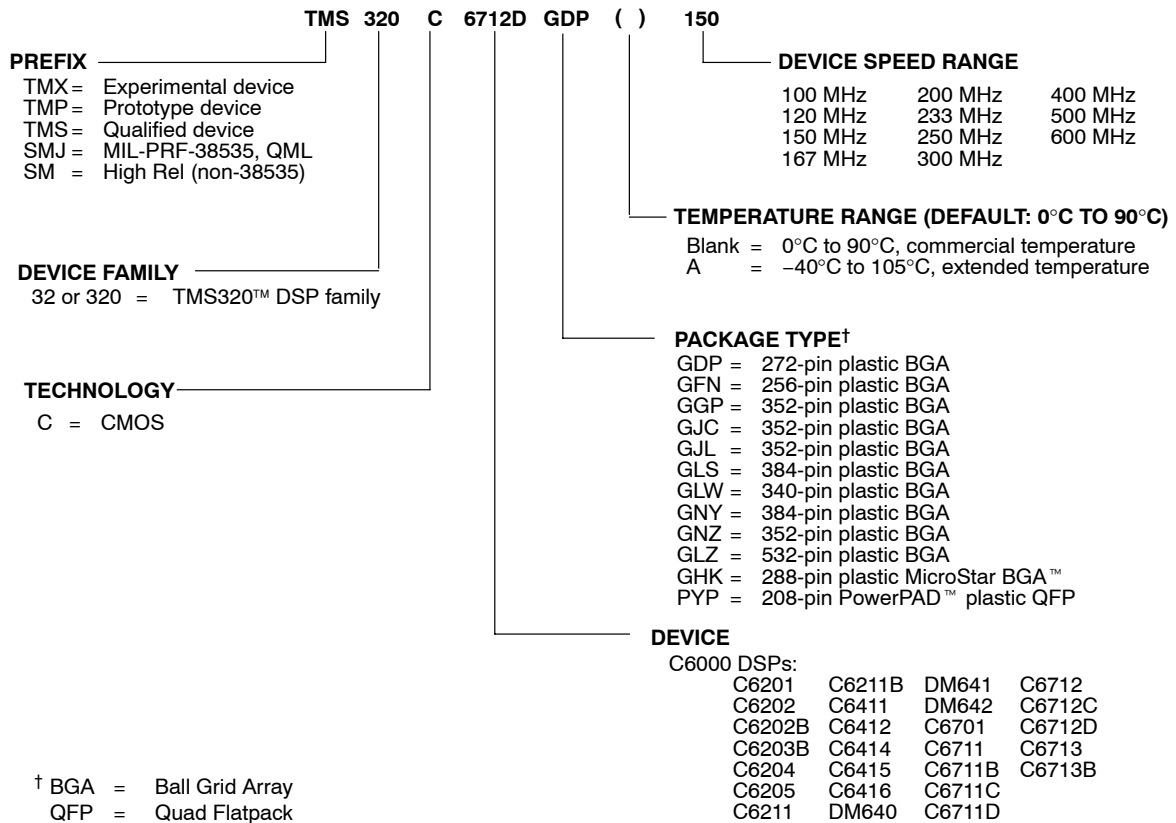 TMS 320 C 6712D GDP ( ) 150
PREFIX
TMX = Experimental device
TMP = Prototype device
TMS = Qualified device
SMJ = MIL-PRF-38535, QML
SM = High Rel (non-38535)
DEVICE SPEED RANGE
100 MHz 200 MHz 400 MHz
120 MHz 233 MHz 500 MHz
150 MHz 250 MHz 600 MHz
167 MHz 300 MHz
TEMPERATURE RANGE (DEFAULT: 0°C TO 90°C)
Blank = 0°C to 90°C, commercial temperature
A = −40°C to 105°C, extended temperature
DEVICE FAMILY
32 or 320 = TMS320™ DSP family
PACKAGE TYPE†
GDP = 272-pin plastic BGA
GFN = 256-pin plastic BGA
GGP = 352-pin plastic BGA
GJC = 352-pin plastic BGA
GJL = 352-pin plastic BGA
GLS = 384-pin plastic BGA
GLW = 340-pin plastic BGA
GNY = 384-pin plastic BGA
GNZ = 352-pin plastic BGA
GLZ = 532-pin plastic BGA
GHK = 288-pin plastic MicroStar BGA™
PYP = 208-pin PowerPAD™ plastic QFP
TECHNOLOGY
C = CMOS
DEVICE
C6000 DSPs:
C6201 C6211B DM641 C6712
C6202 C6411 DM642 C6712C
C6202B C6412 C6701 C6712D
C6203B C6414 C6711 C6713
C6204 C6415 C6711B C6713B
C6205 C6416 C6711C
C6211 DM640 C6711D
† BGA = Ball Grid Array
QFP = Quad Flatpack